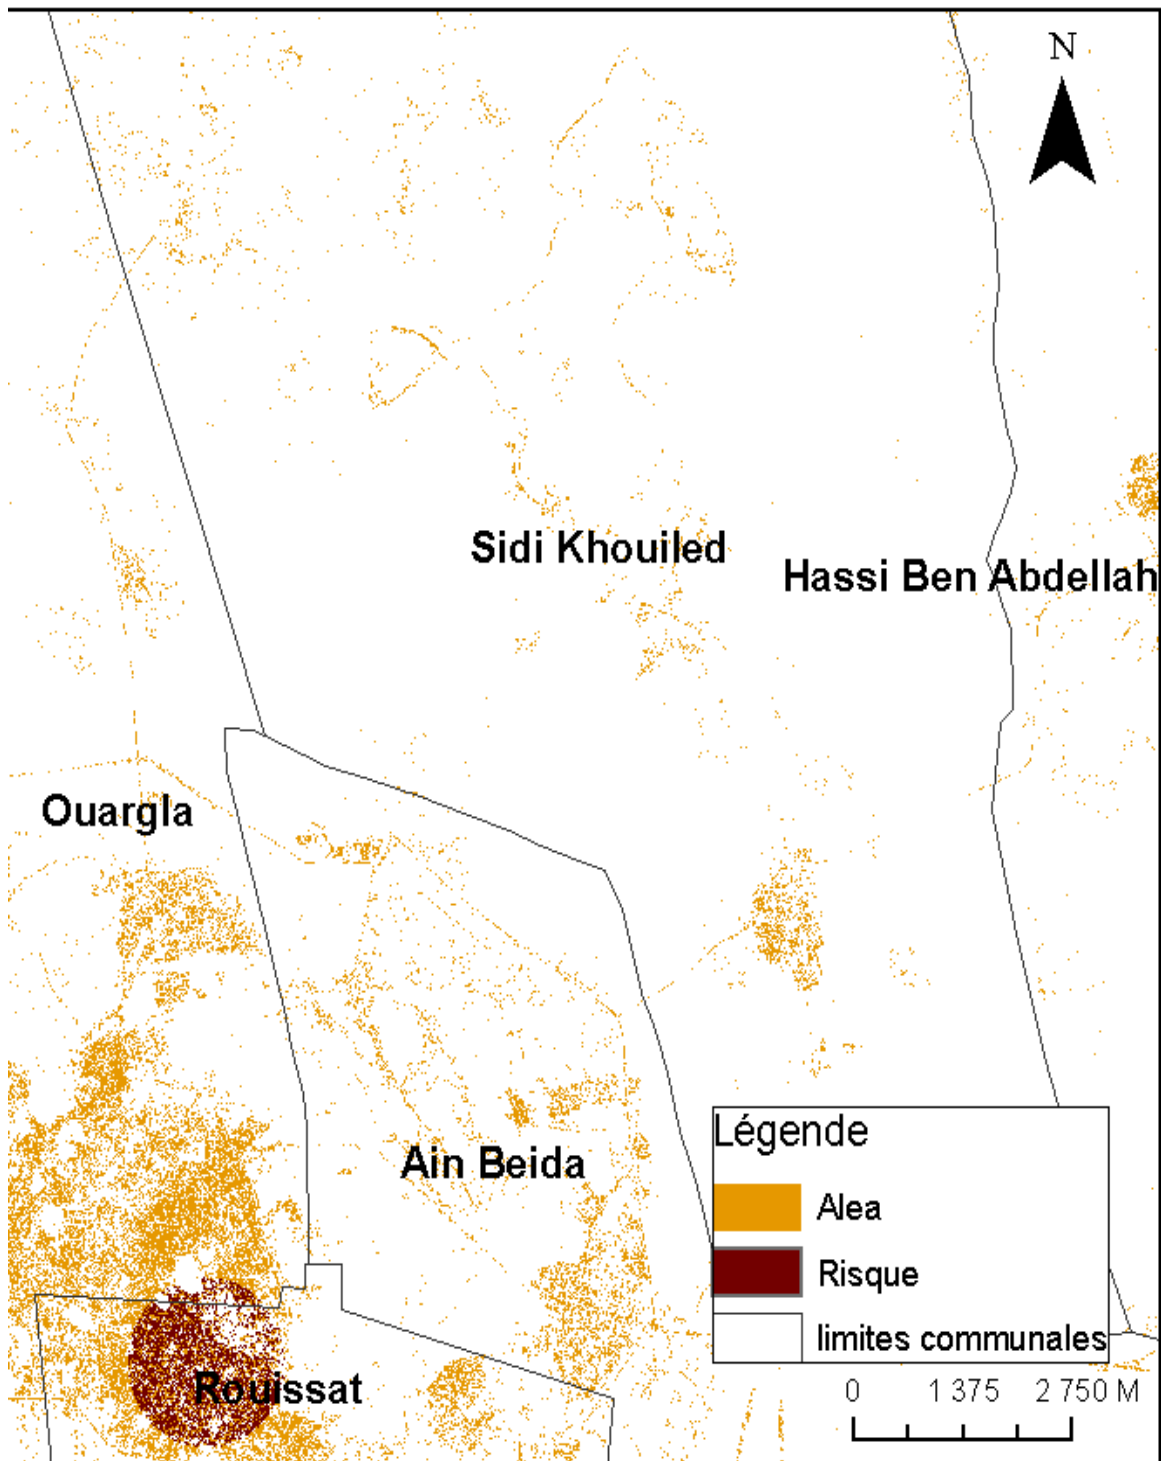 N
Sidi Khouiled
Hassi Ben Abdellah
Ouargla
Ain Beida
Légende
Alea
Risque
limites communales
Rouissat
0 1 375 2 750 M